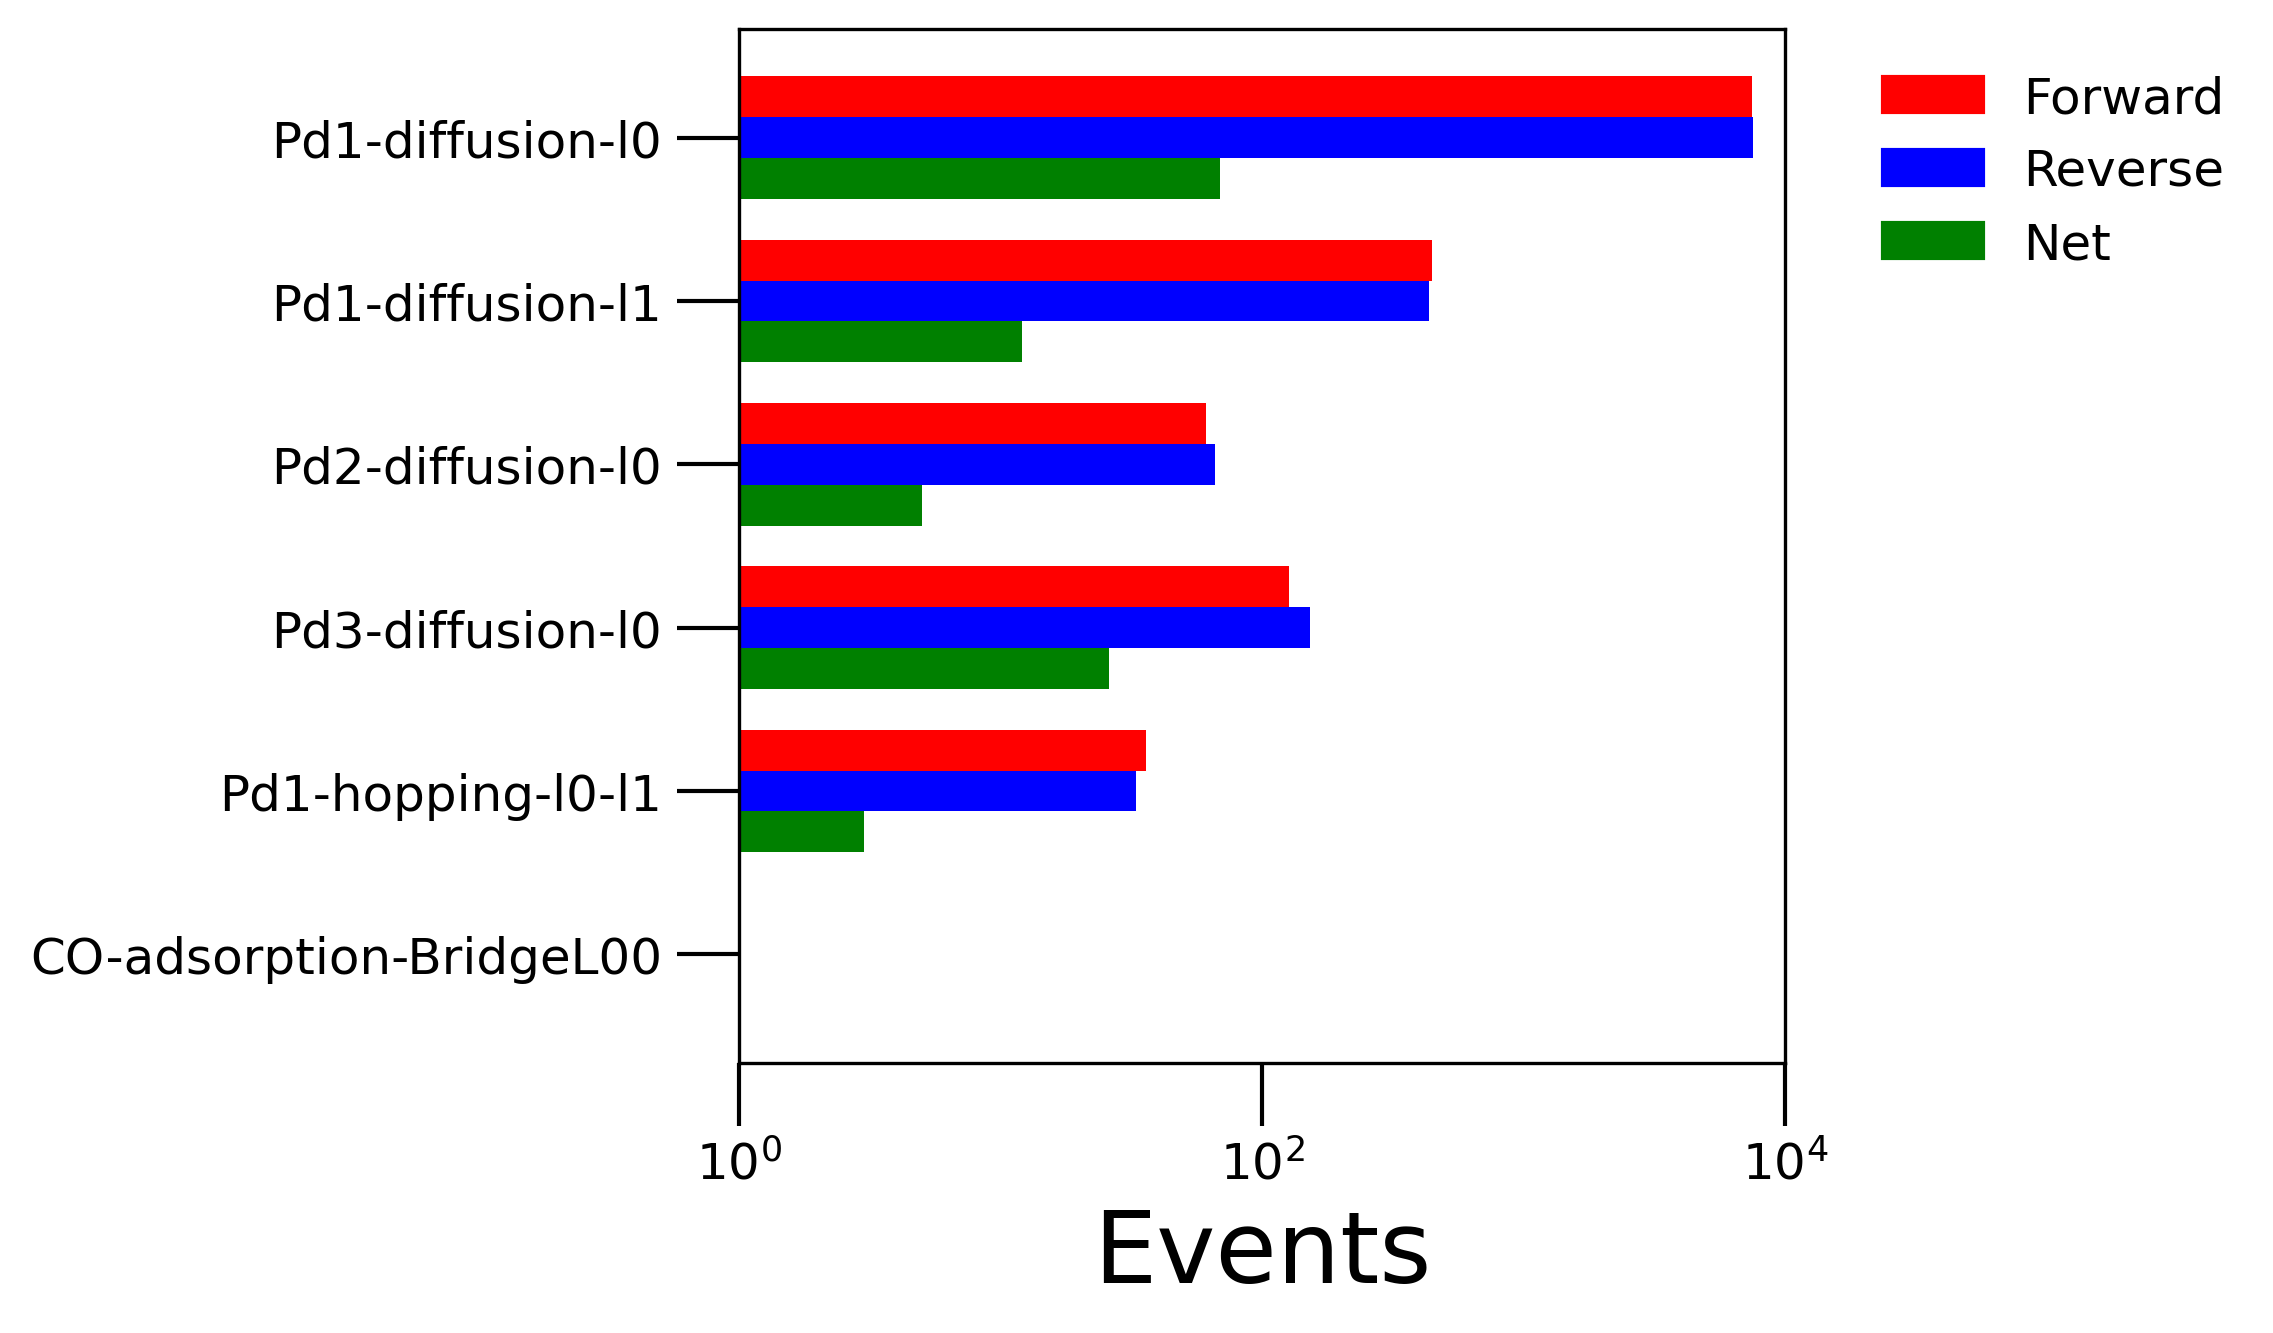 Forward
Reverse
Net
Pd1-diffusion-l0
Pd1-diffusion-l1
Pd2-diffusion-l0
Pd3-diffusion-l0
Pd1-hopping-l0-l1
CO-adsorption-BridgeL00
10⁰ 10² 10⁴
Events